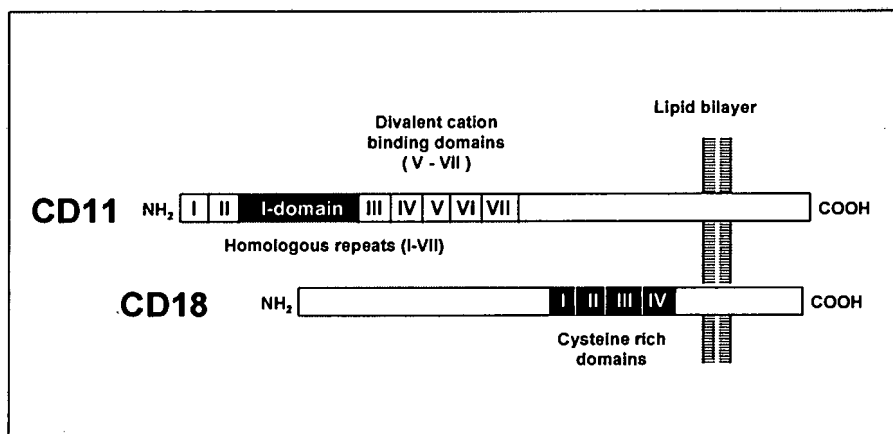 Lipid bilayer
Divalent cation
binding domains
( V - VII )
CD11 NH₂ I II I-domain III IV V VI VII COOH
Homologous repeats (I-VII)
CD18 NH₂ I II III IV COOH
Cysteine rich
domains